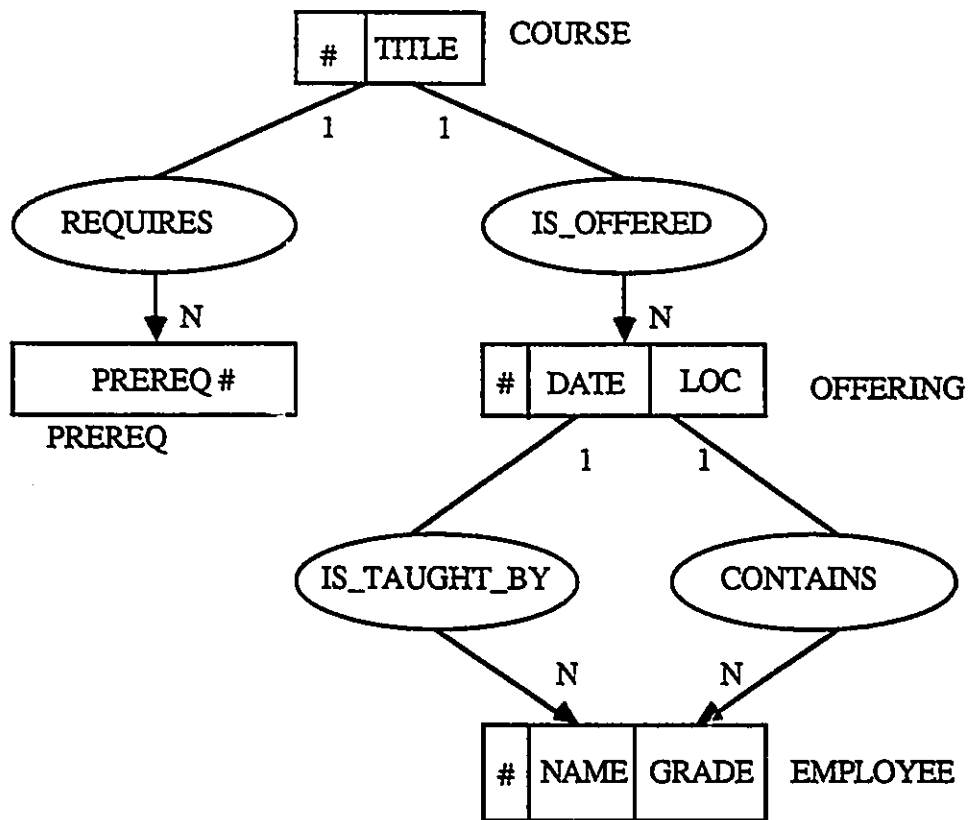 # TITLE COURSE
1 1
REQUIRES IS_OFFERED
N N
PREREQ # # DATE LOC OFFERING
PREREQ
1 1
IS_TAUGHT_BY CONTAINS
N N
# NAME GRADE EMPLOYEE